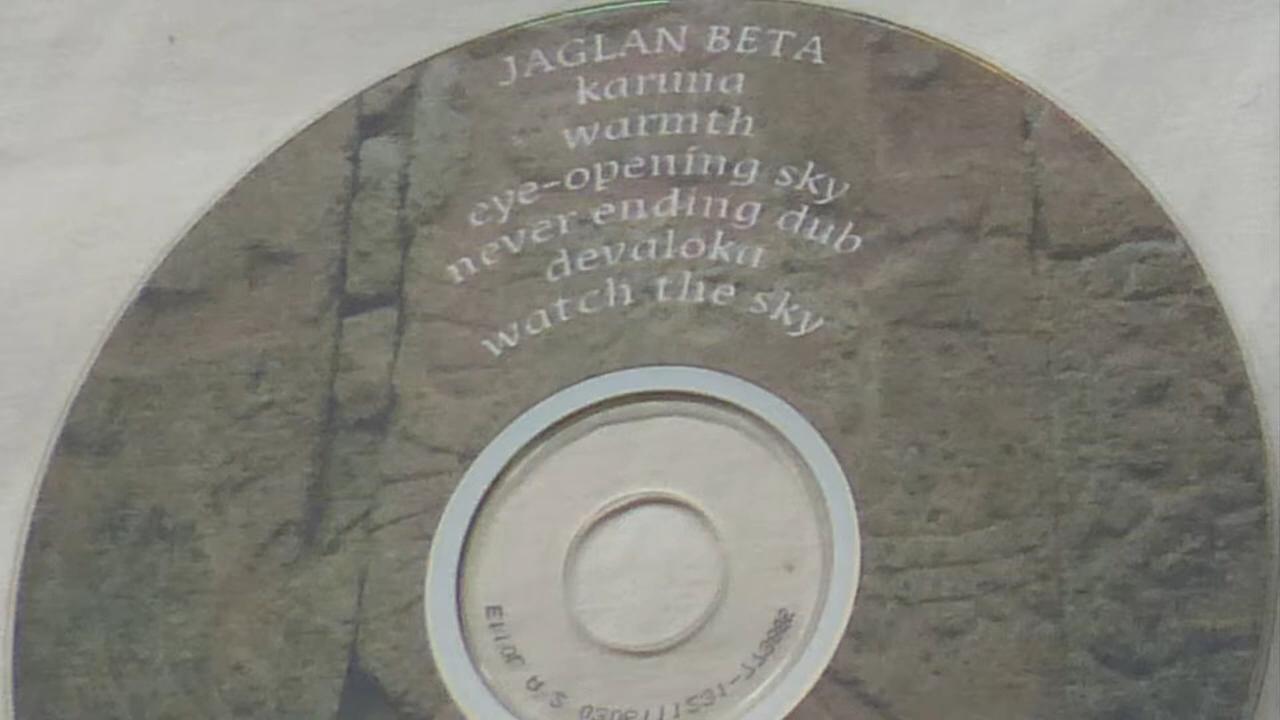 JAGLAN BETA
karuna
warmth
eye-opening sky
never ending dub
devaloka
watch the sky